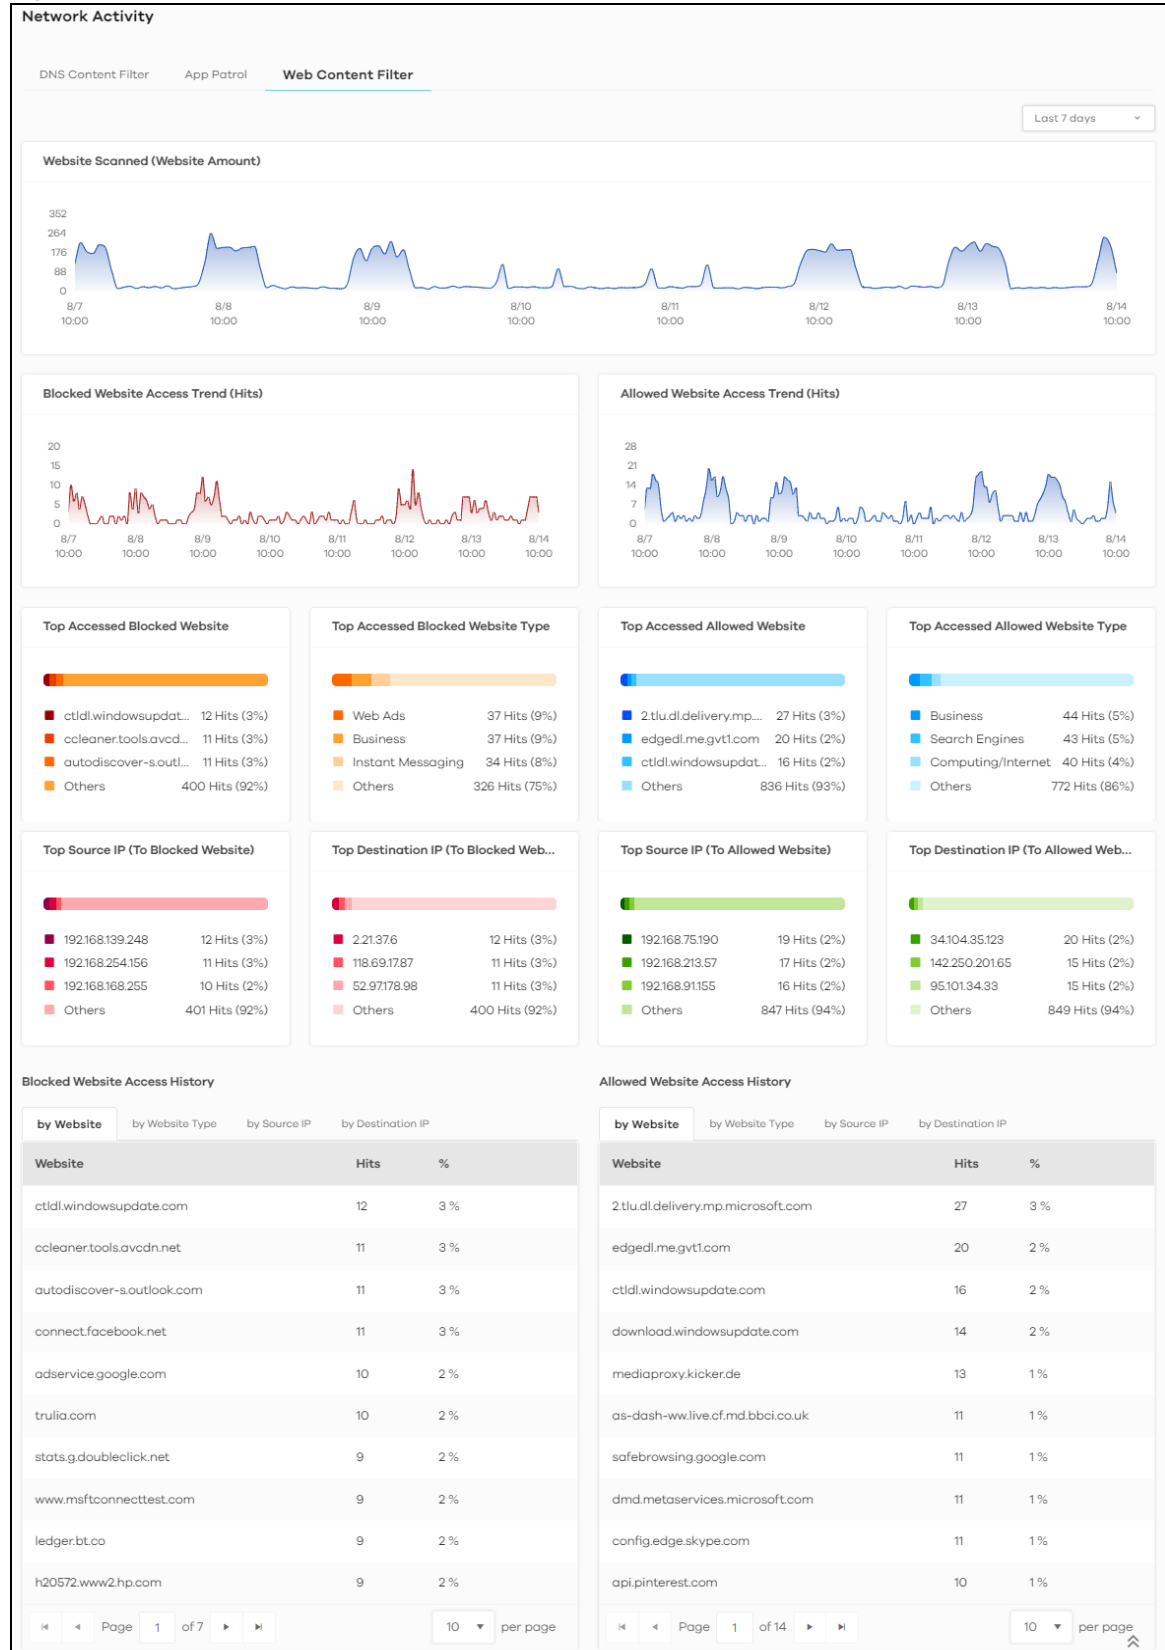 Network Activity
DNS Content Filter App Patrol Web Content Filter
Last 7 days
Website Scanned (Website Amount)
352
264
176
88
0
8/7 8/8 8/9 8/10 8/11 8/12 8/13 8/14
10:00 10:00 10:00 10:00 10:00 10:00 10:00 10:00
Blocked Website Access Trend (Hits)
20
15
10
5
0
8/7 8/8 8/9 8/10 8/11 8/12 8/13 8/14
10:00 10:00 10:00 10:00 10:00 10:00 10:00 10:00
Allowed Website Access Trend (Hits)
28
21
14
7
0
8/7 8/8 8/9 8/10 8/11 8/12 8/13 8/14
10:00 10:00 10:00 10:00 10:00 10:00 10:00 10:00
Top Accessed Blocked Website
ctldl.windowsupdat... 12 Hits (3%)
ccleaner.tools.avcd... 11 Hits (3%)
autodiscover-s.outl... 11 Hits (3%)
Others 400 Hits (92%)
Top Accessed Blocked Website Type
Web Ads 37 Hits (9%)
Business 37 Hits (9%)
Instant Messaging 34 Hits (8%)
Others 326 Hits (75%)
Top Accessed Allowed Website
2.tlu.dl.delivery.mp.... 27 Hits (3%)
edgedl.me.gvt1.com 20 Hits (2%)
ctldl.windowsupdat... 16 Hits (2%)
Others 836 Hits (93%)
Top Accessed Allowed Website Type
Business 44 Hits (5%)
Search Engines 43 Hits (5%)
Computing/Internet 40 Hits (4%)
Others 772 Hits (86%)
Top Source IP (To Blocked Website)
192.168.139.248 12 Hits (3%)
192.168.254.156 11 Hits (3%)
192.168.168.255 10 Hits (2%)
Others 401 Hits (92%)
Top Destination IP (To Blocked Web...
2.21.37.6 12 Hits (3%)
118.69.17.87 11 Hits (3%)
52.97.178.98 11 Hits (3%)
Others 400 Hits (92%)
Top Source IP (To Allowed Website)
192.168.75.190 19 Hits (2%)
192.168.213.57 17 Hits (2%)
192.168.91.155 16 Hits (2%)
Others 847 Hits (94%)
Top Destination IP (To Allowed Web...
34.104.35.123 20 Hits (2%)
142.250.201.65 15 Hits (2%)
95.101.34.33 15 Hits (2%)
Others 849 Hits (94%)
Blocked Website Access History
by Website by Website Type by Source IP by Destination IP
Website Hits %
ctldl.windowsupdate.com 12 3 %
ccleaner.tools.avcdn.net 11 3 %
autodiscover-s.outlook.com 11 3 %
connect.facebook.net 11 3 %
adservice.google.com 10 2 %
trulia.com 10 2 %
stats.g.doubleclick.net 9 2 %
www.msftconnecttest.com 9 2 %
ledger.bt.co 9 2 %
h20572.www2.hp.com 9 2 %
Page 1 of 7 10 per page
Allowed Website Access History
by Website by Website Type by Source IP by Destination IP
Website Hits %
2.tlu.dl.delivery.mp.microsoft.com 27 3 %
edgedl.me.gvt1.com 20 2 %
ctldl.windowsupdate.com 16 2 %
download.windowsupdate.com 14 2 %
mediaproxy.kicker.de 13 1 %
as-dash-ww.live.cf.md.bbci.co.uk 11 1 %
safebrowsing.google.com 11 1 %
dmd.metaservices.microsoft.com 11 1 %
config.edge.skype.com 11 1 %
api.pinterest.com 10 1 %
Page 1 of 14 10 per page